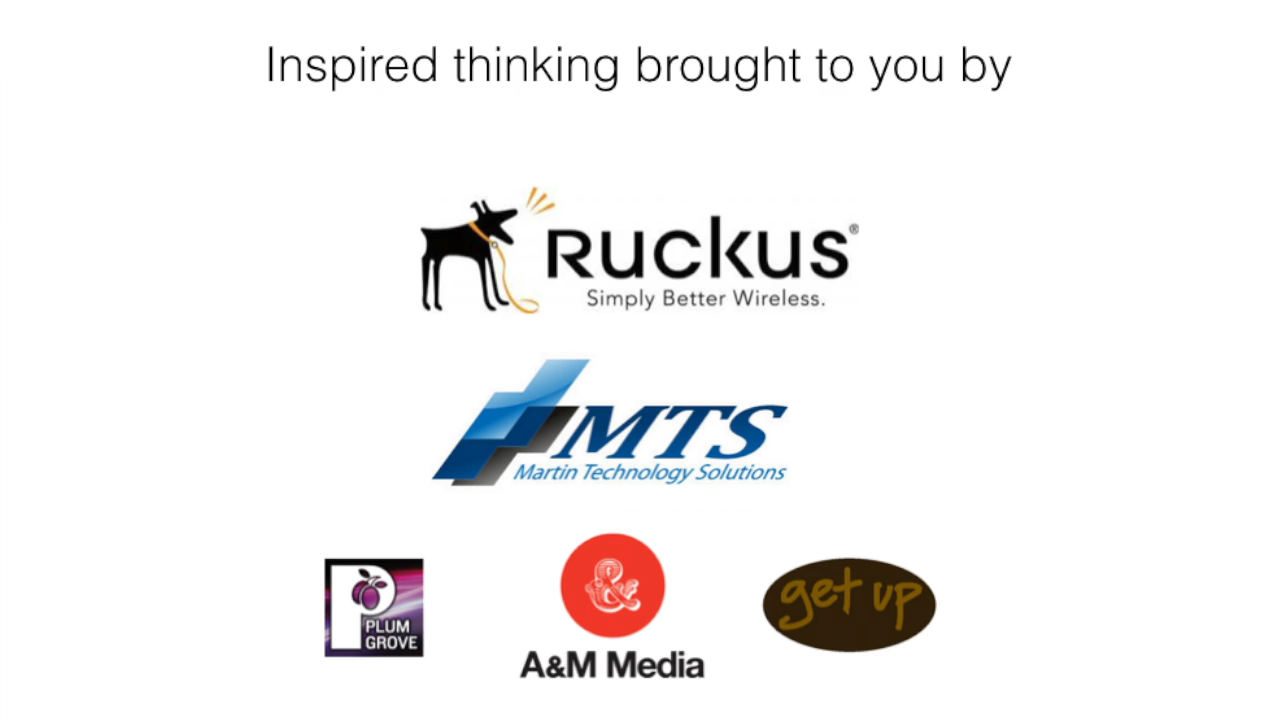 Inspired thinking brought to you by
RUCKUS®
Simply Better Wireless.
MTS
Martin Technology Solutions
P
PLUM
GROVE
&
A&M Media
get up